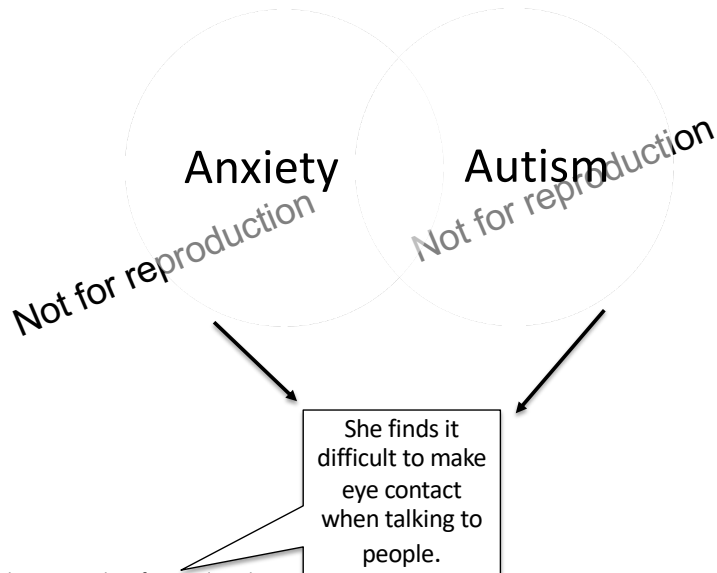 Anxiety
Autism
Not for reproduction
Not for reproduction
She finds it
difficult to make
eye contact
when talking to
people.